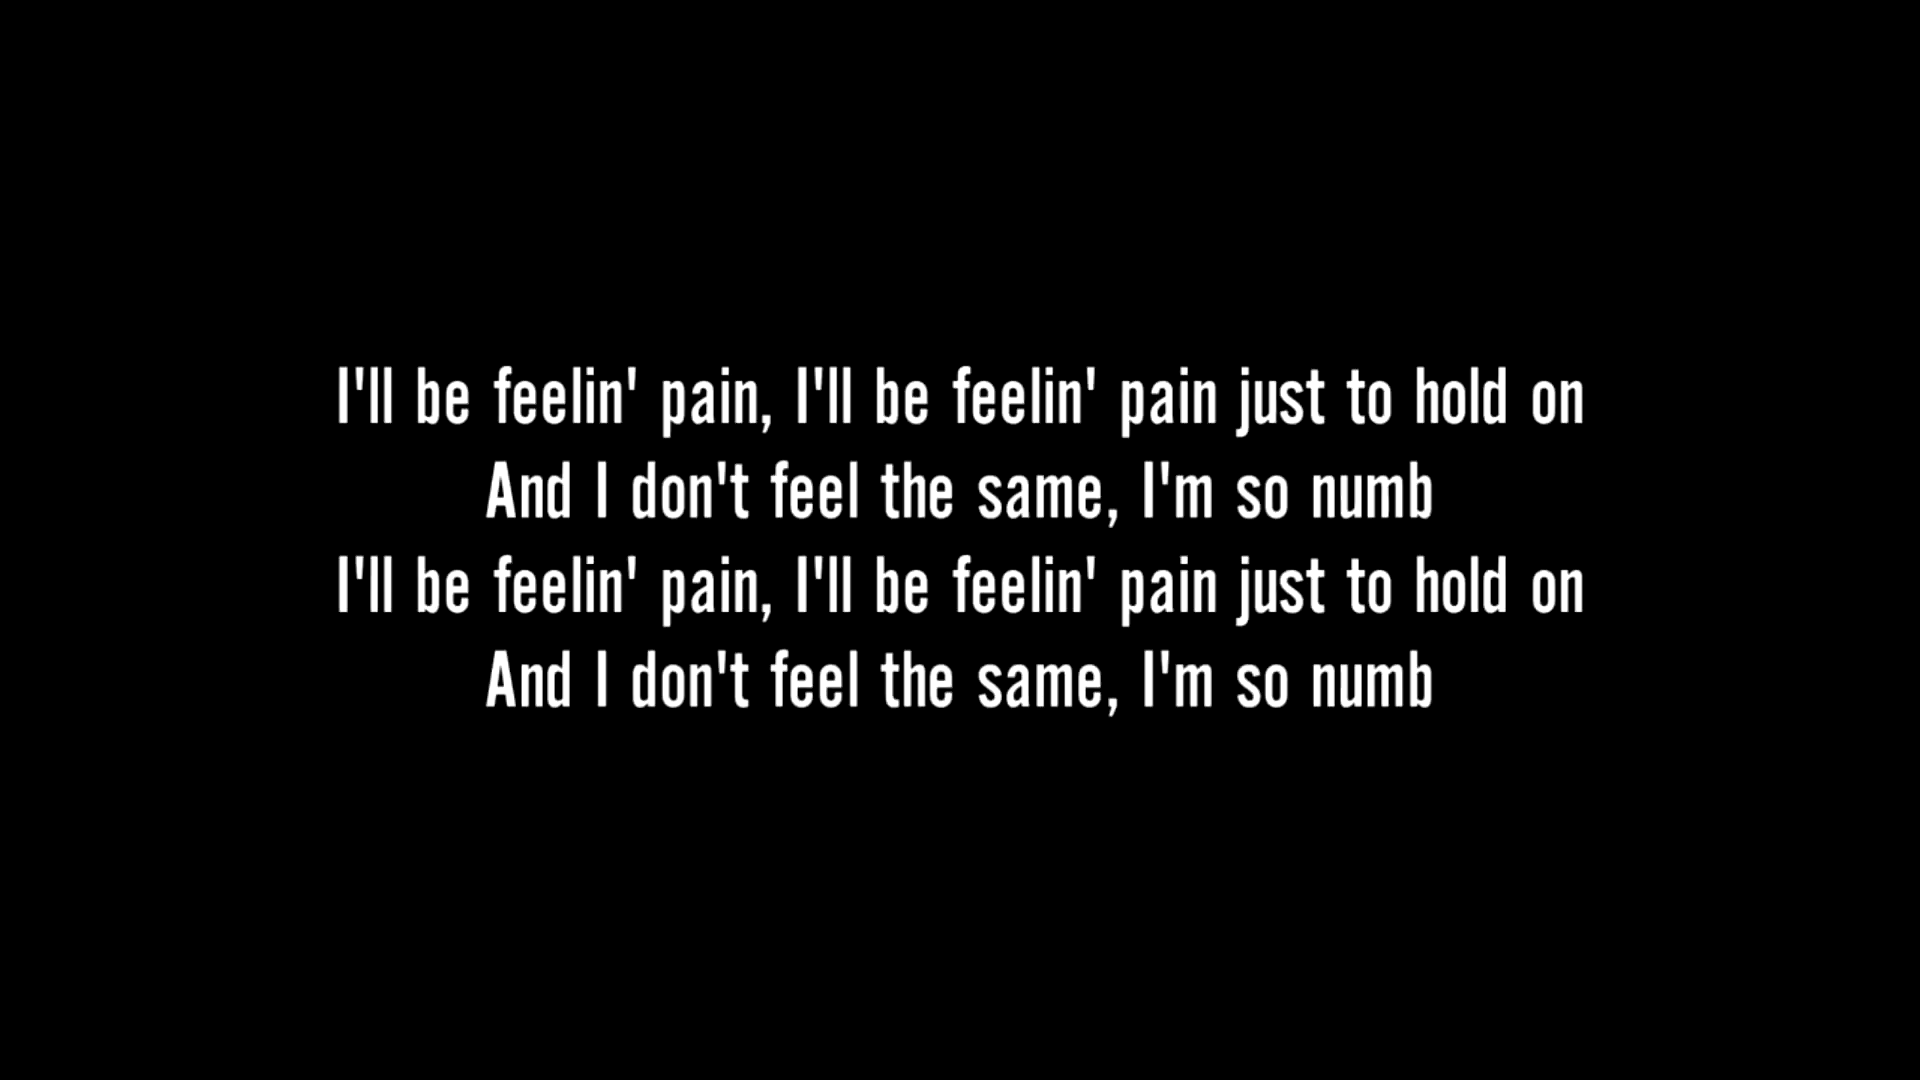 I'll be feelin' pain, I'll be feelin' pain just to hold on
And I don't feel the same, I'm so numb
I'll be feelin' pain, I'll be feelin' pain just to hold on
And I don't feel the same, I'm so numb